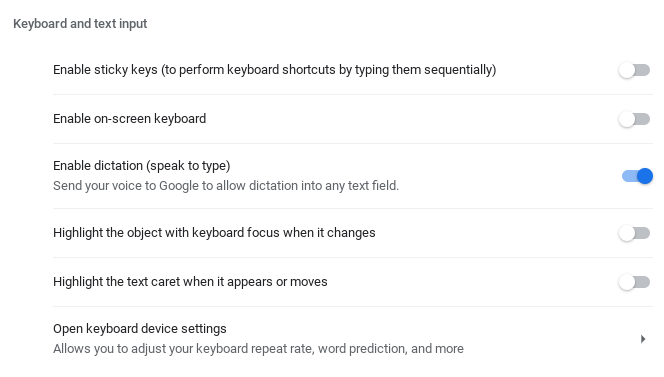 Keyboard and text input
Enable sticky keys (to perform keyboard shortcuts by typing them sequentially)
Enable on-screen keyboard
Enable dictation (speak to type)
Send your voice to Google to allow dictation into any text field.
Highlight the object with keyboard focus when it changes
Highlight the text caret when it appears or moves
Open keyboard device settings
Allows you to adjust your keyboard repeat rate, word prediction, and more